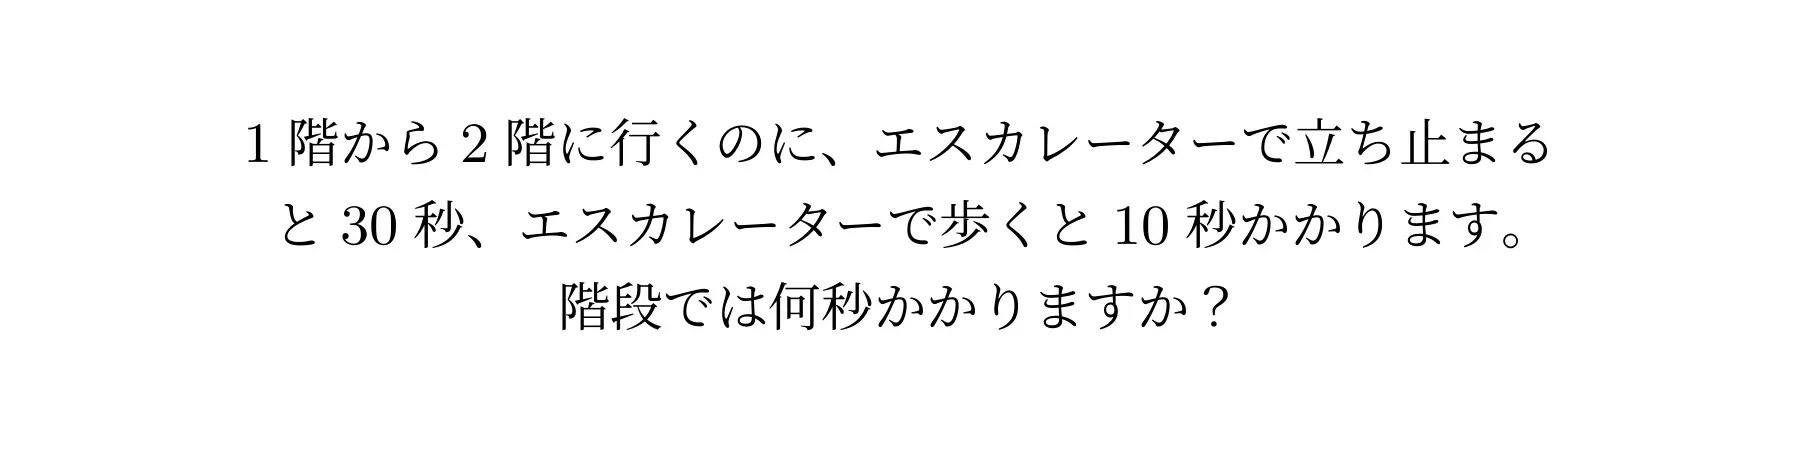 1 階から 2 階に行くのに、エスカレーターで立ち止まる
と 30 秒、エスカレーターで歩くと 10 秒かかります。
階段では何秒かかりますか？